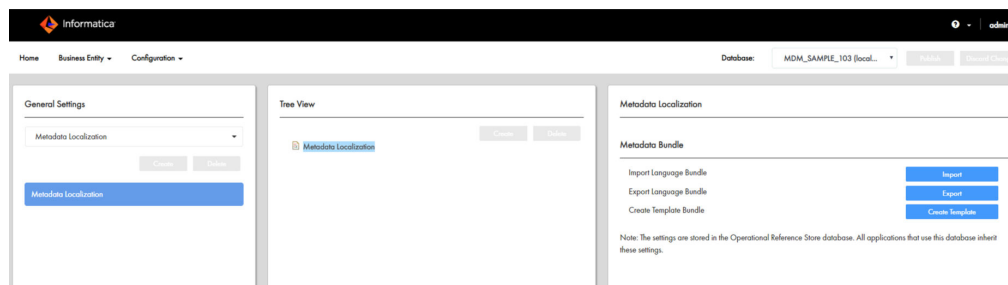 Informatica
admin
Home Business Entity Configuration Database: MDM_SAMPLE_103 (local... Publish Discard Chang
General Settings
Metadata Localization
Create Delete
Metadata Localization
Tree View
Create Delete
Metadata Localization
Metadata Localization
Metadata Bundle
Import Language Bundle Import
Export Language Bundle Export
Create Template Bundle Create Template
Note: The settings are stored in the Operational Reference Store database. All applications that use this database inherit
these settings.